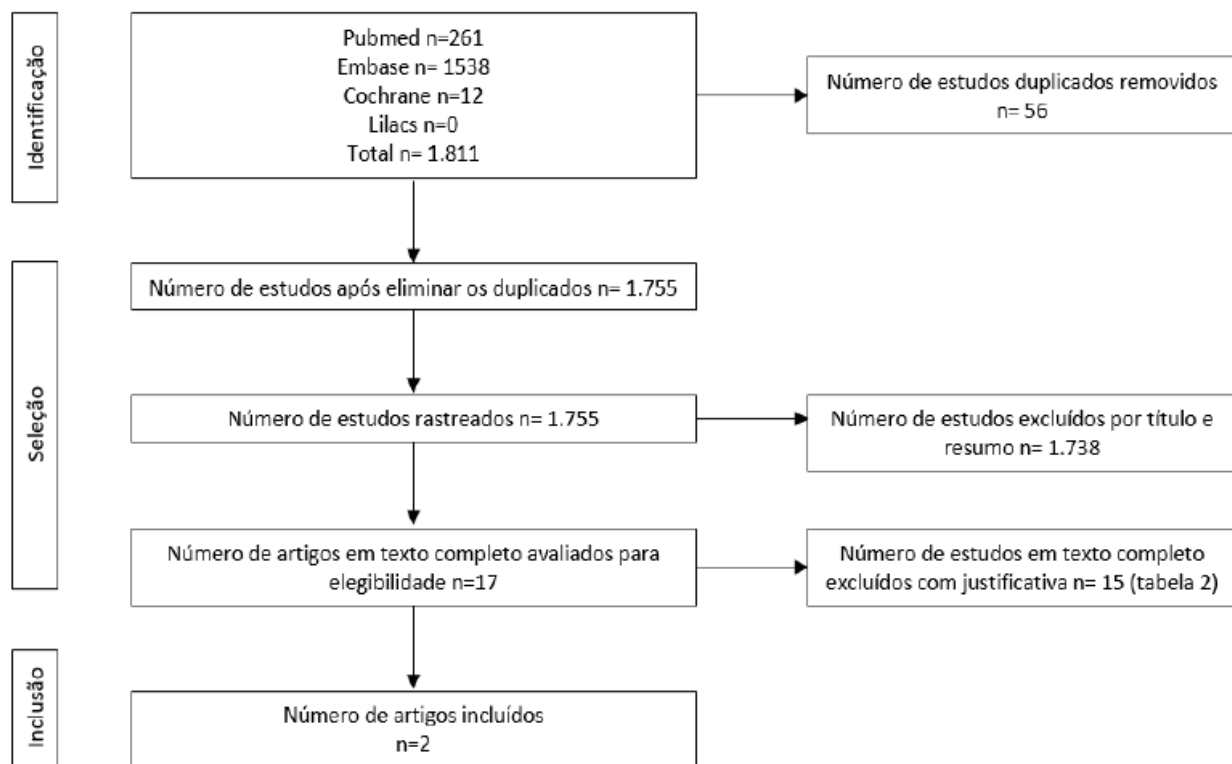 Identificação
Pubmed n=261
Embase n= 1538
Cochrane n=12
Lilacs n=0
Total n= 1.811
Número de estudos duplicados removidos
n= 56
Seleção
Número de estudos após eliminar os duplicados n= 1.755
Número de estudos rastreados n= 1.755
Número de estudos excluídos por título e
resumo n= 1.738
Número de artigos em texto completo avaliados para
elegibilidade n=17
Número de estudos em texto completo
excluídos com justificativa n= 15 (tabela 2)
Inclusão
Número de artigos incluídos
n=2